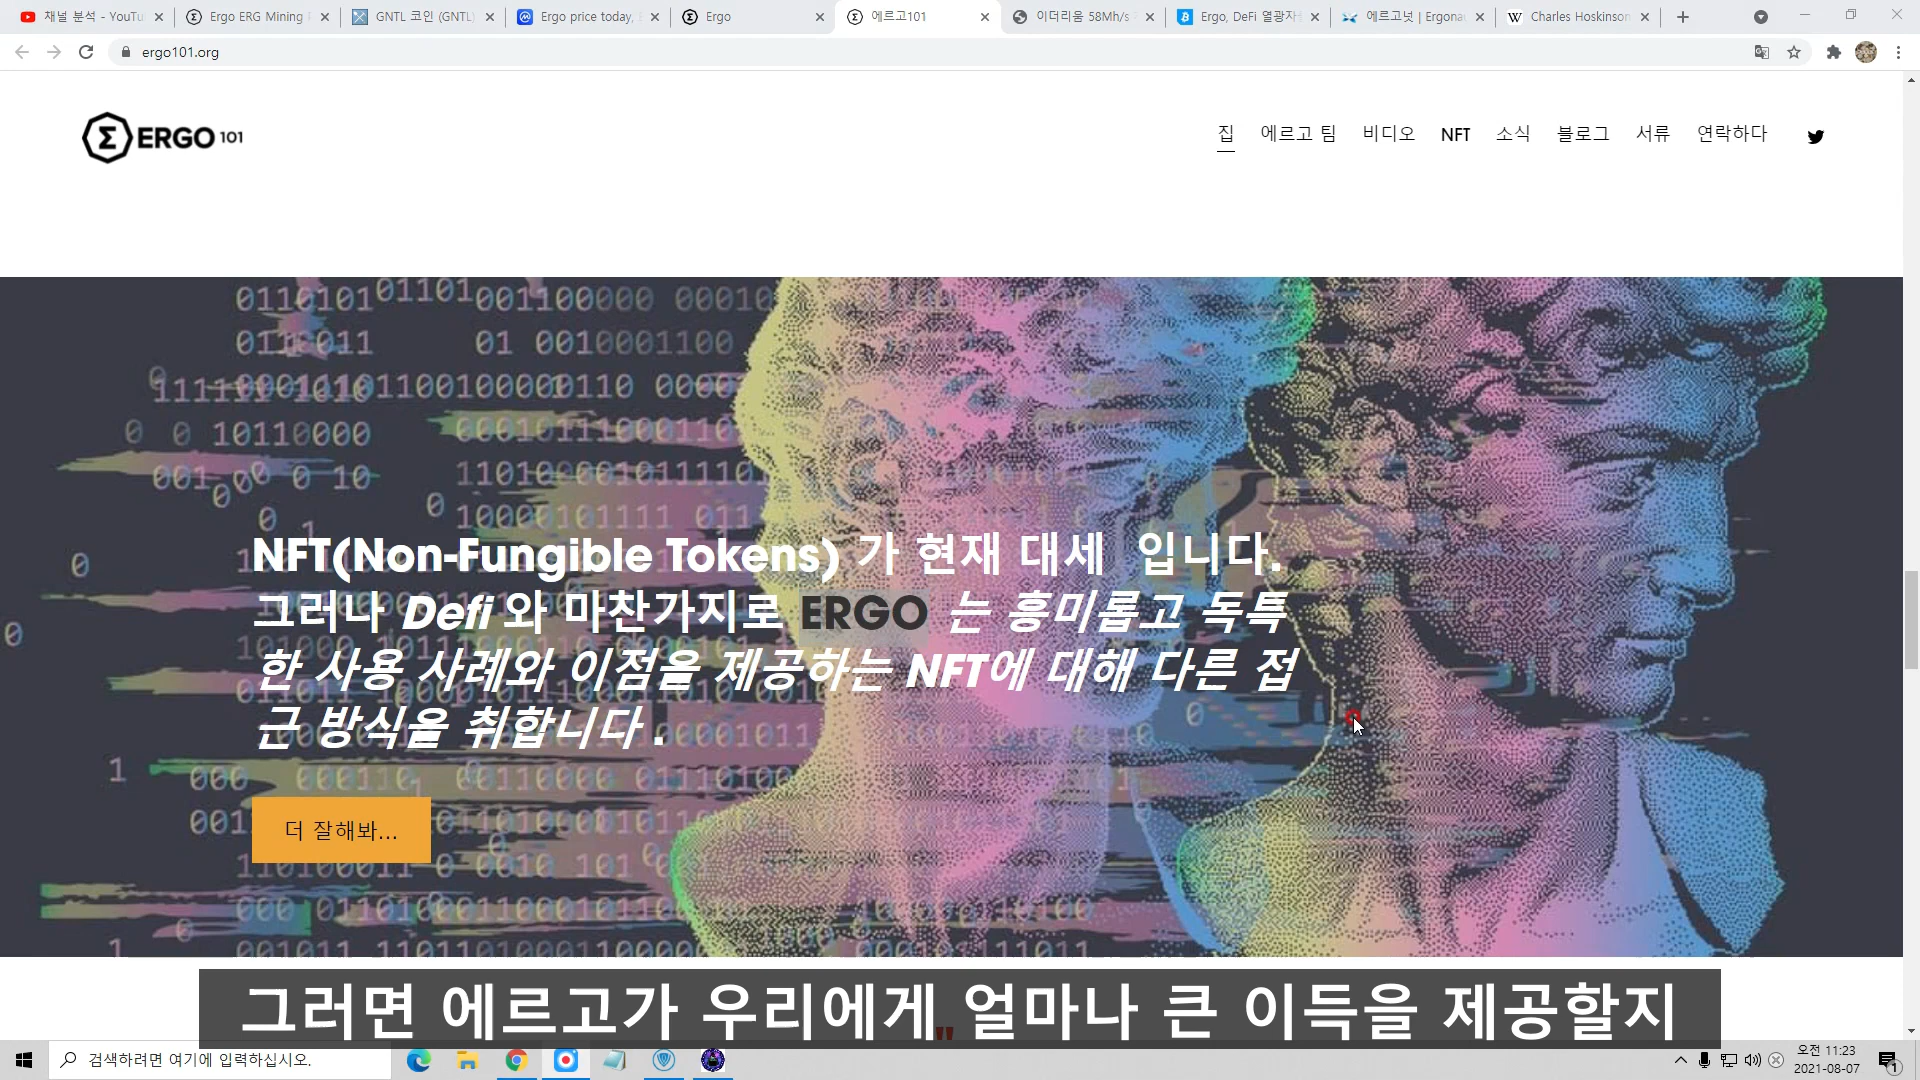 채널 분석 - YouTu
Ergo ERG Mining
GNTL 코인 (GNTL)
Ergo price today,
Ergo
에르고101
이더리움 58Mh/s
Ergo, DeFi 열광자
에르고넛 | Ergona
Charles Hoskinson
ergo101.org
ERGO 101
집
에르고 팀
비디오
NFT
소식
블로그
서류
연락하다
NFT(Non-Fungible Tokens) 가 현재 대세 입니다.
그러나 Defi 와 마찬가지로 ERGO 는 흥미롭고 독특
한 사용 사례와 이점을 제공하는 NFT에 대해 다른 접
근 방식을 취합니다 .
더 잘해봐...
그러면 에르고가 우리에게 얼마나 큰 이득을 제공할지
검색하려면 여기에 입력하십시오.
오전 11:23
2021-08-07